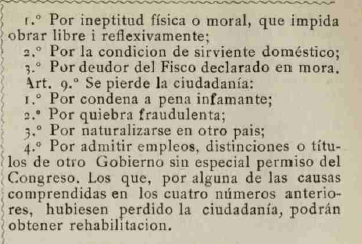 1.º Por ineptitud física o moral, que impida
obrar libre i reflexivamente;
2.º Por la condicion de sirviente doméstico;
3.º Por deudor del Fisco declarado en mora.
Art. 9.º Se pierde la ciudadanía:
1.º Por condena a pena infamante;
2.º Por quiebra fraudulenta;
3.º Por naturalizarse en otro pais;
4.º Por admitir empleos, distinciones o títu-
los de otro Gobierno sin especial permiso del
Congreso. Los que, por alguna de las causas
comprendidas en los cuatro números anterio-
res, hubiesen perdido la ciudadanía, podrán
obtener rehabilitacion.